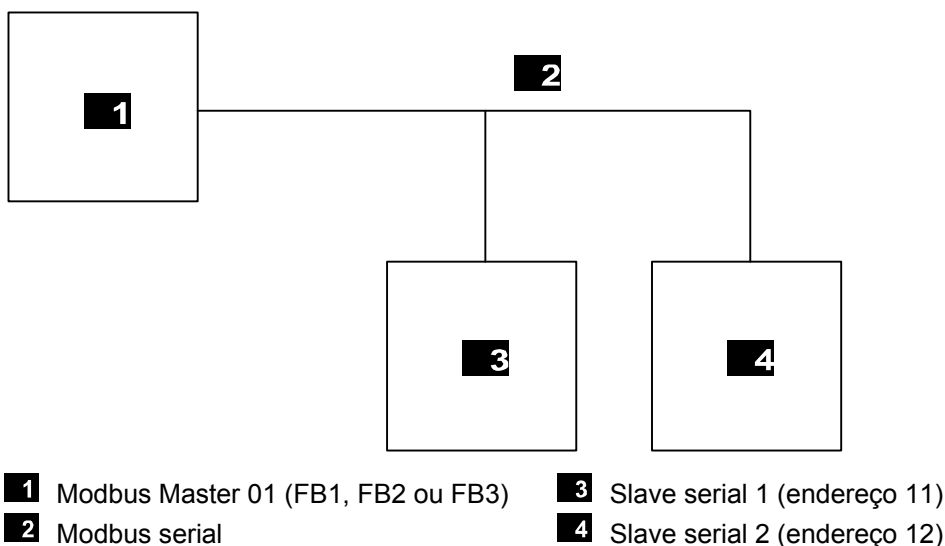 1
2
3
4
1 Modbus Master 01 (FB1, FB2 ou FB3)
3 Slave serial 1 (endereço 11)
2 Modbus serial
4 Slave serial 2 (endereço 12)